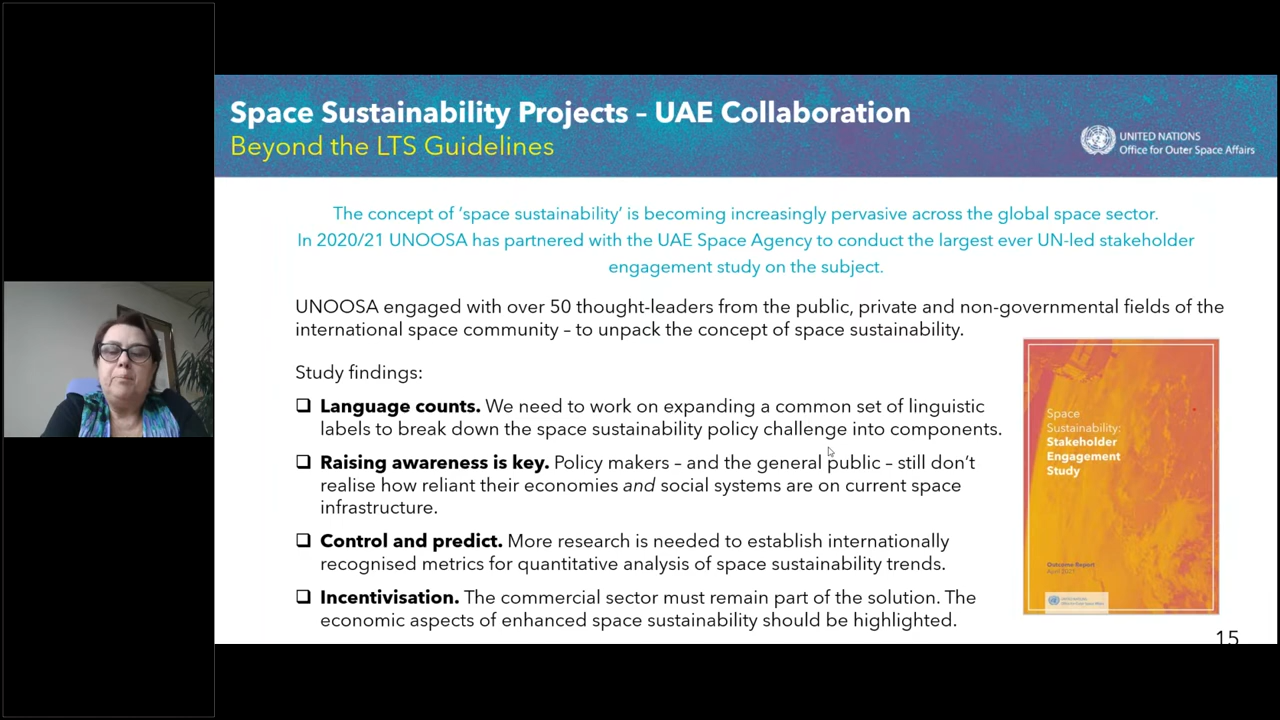 Space Sustainability Projects – UAE Collaboration
Beyond the LTS Guidelines
UNITED NATIONS
Office for Outer Space Affairs
The concept of ‘space sustainability’ is becoming increasingly pervasive across the global space sector.
In 2020/21 UNOOSA has partnered with the UAE Space Agency to conduct the largest ever UN-led stakeholder
engagement study on the subject.
UNOOSA engaged with over 50 thought-leaders from the public, private and non-governmental fields of the
international space community – to unpack the concept of space sustainability.
Study findings:
❑ Language counts. We need to work on expanding a common set of linguistic
labels to break down the space sustainability policy challenge into components.
❑ Raising awareness is key. Policy makers – and the general public – still don’t
realise how reliant their economies and social systems are on current space
infrastructure.
❑ Control and predict. More research is needed to establish internationally
recognised metrics for quantitative analysis of space sustainability trends.
❑ Incentivisation. The commercial sector must remain part of the solution. The
economic aspects of enhanced space sustainability should be highlighted.
Space
Sustainability:
Stakeholder
Engagement
Study
Outcome Report
15